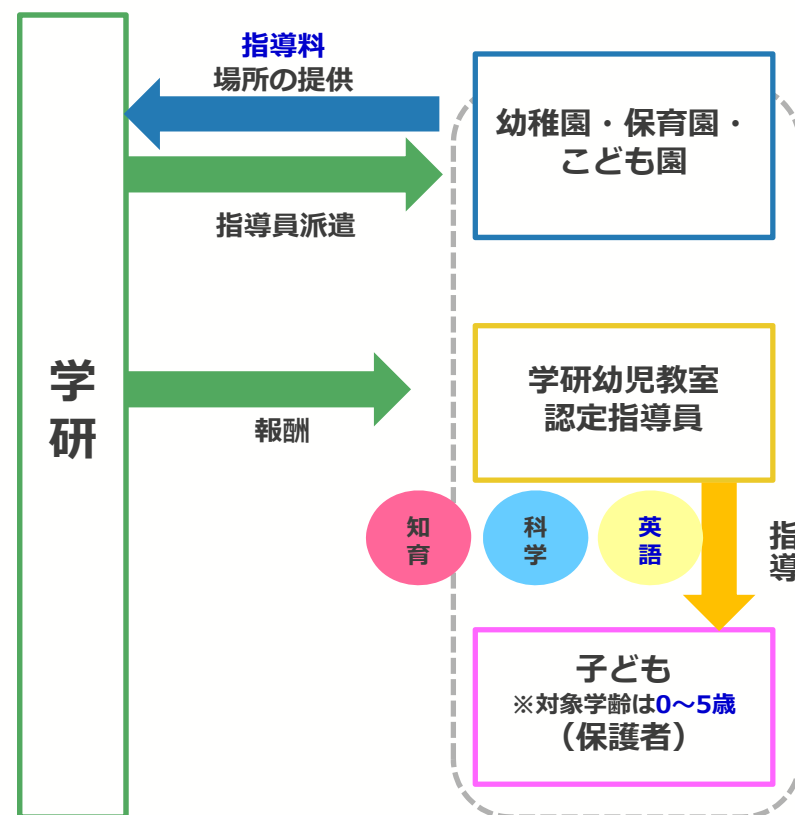 指導料
場所の提供
幼稚園・保育園・
こども園
指導員派遣
学
研
学研幼児教室
認定指導員
報酬
知
育
科
学
英
語
指
導
子ども
※対象学齢は0～5歳
（保護者）